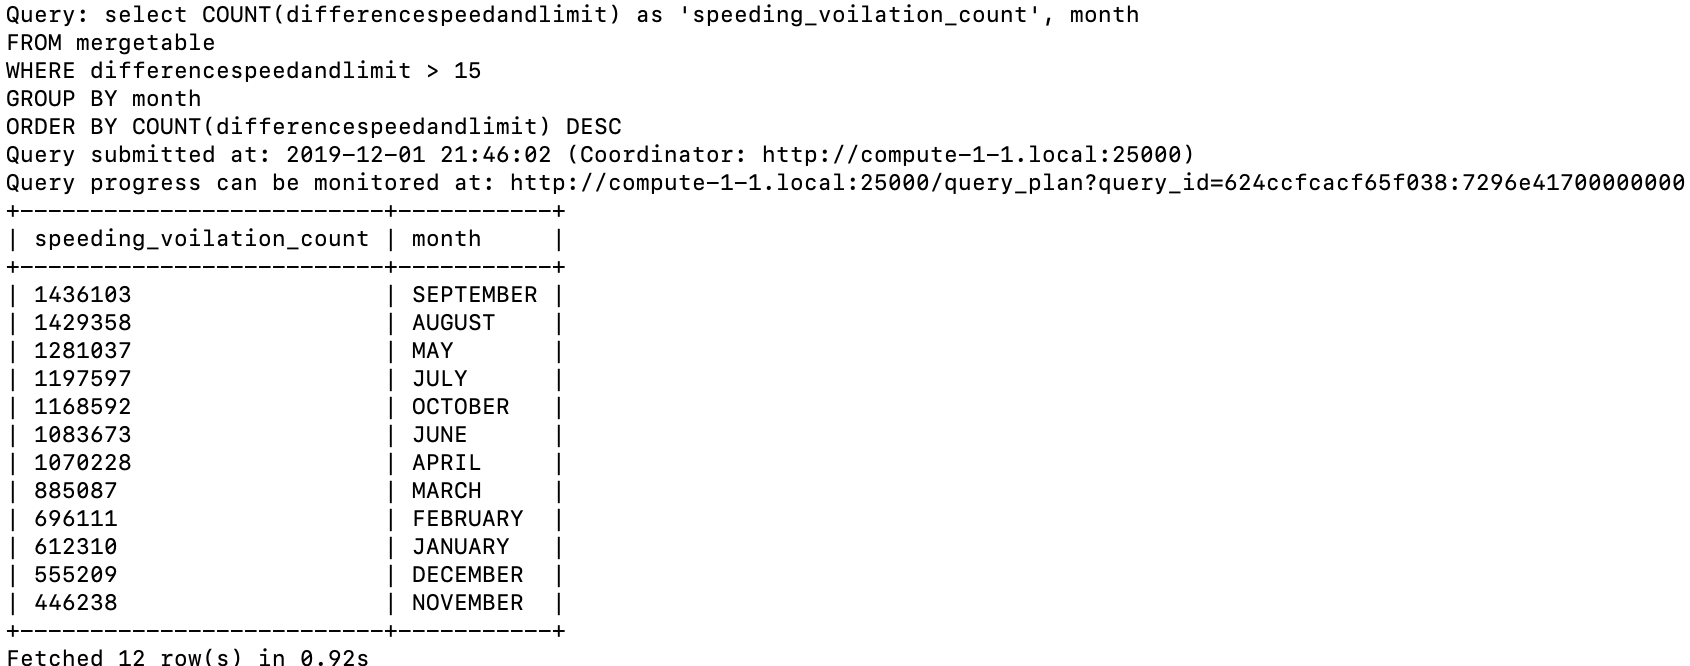 Query: select COUNT(differencespeedandlimit) as 'speeding_voilation_count', month
FROM mergetable
WHERE differencespeedandlimit > 15
GROUP BY month
ORDER BY COUNT(differencespeedandlimit) DESC
Query submitted at: 2019-12-01 21:46:02 (Coordinator: http://compute-1-1.local:25000)
Query progress can be monitored at: http://compute-1-1.local:25000/query_plan?query_id=624ccfcacf65f038:7296e41700000000
+--------------------------+-----------+
| speeding_voilation_count | month     |
+--------------------------+-----------+
| 1436103                  | SEPTEMBER |
| 1429358                  | AUGUST    |
| 1281037                  | MAY       |
| 1197597                  | JULY      |
| 1168592                  | OCTOBER   |
| 1083673                  | JUNE      |
| 1070228                  | APRIL     |
| 885087                   | MARCH     |
| 696111                   | FEBRUARY  |
| 612310                   | JANUARY   |
| 555209                   | DECEMBER  |
| 446238                   | NOVEMBER  |
+--------------------------+-----------+
Fetched 12 row(s) in 0.92s